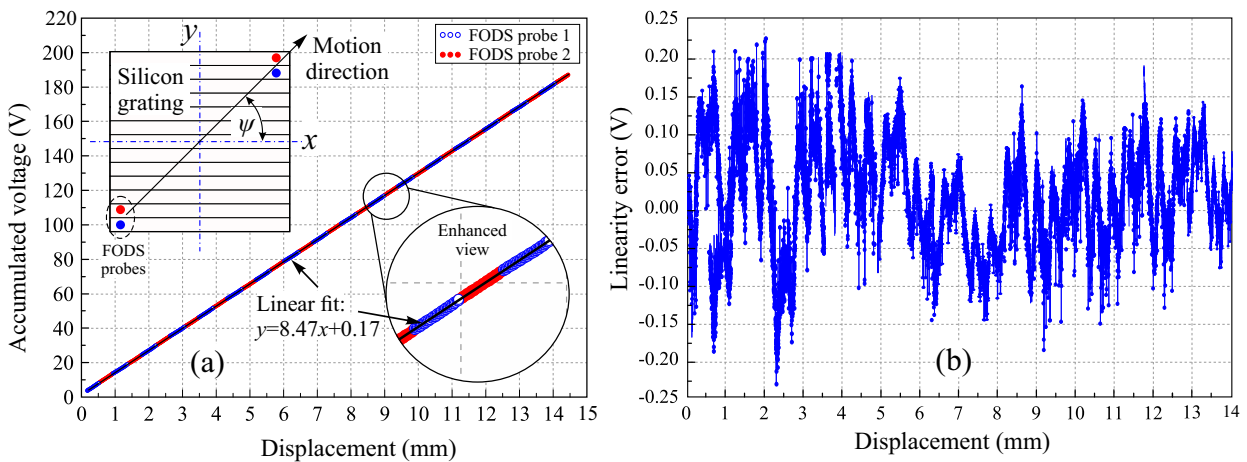 220
200
180
160
140
120
100
80
60
40
20
0
Accumulated voltage (V)
0 1 2 3 4 5 6 7 8 9 10 11 12 13 14 15
Displacement (mm)
(a)
y
x
ψ
Silicon
grating
Motion
direction
FODS
probes
FODS probe 1
FODS probe 2
Enhanced
view
Linear fit:
y=8.47x+0.17
0.25
0.20
0.15
0.10
0.05
0.00
-0.05
-0.10
-0.15
-0.20
-0.25
Linearity error (V)
0 1 2 3 4 5 6 7 8 9 10 11 12 13 14
Displacement (mm)
(b)